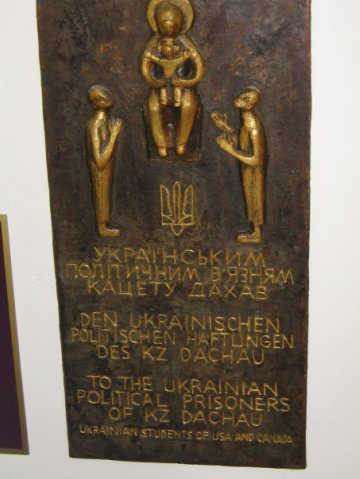 УКРАЇНСЬКИМ
ПОЛІТИЧНИМ В'ЯЗНЯМ
КАЦЕТУ ДАХАВ
DEN UKRAINISCHEN
POLITISCHEN HÄFTLINGEN
DES KZ DACHAU
TO THE UKRAINIAN
POLITICAL PRISONERS
OF KZ DACHAU
UKRAINIAN STUDENTS OF USA AND CANADA